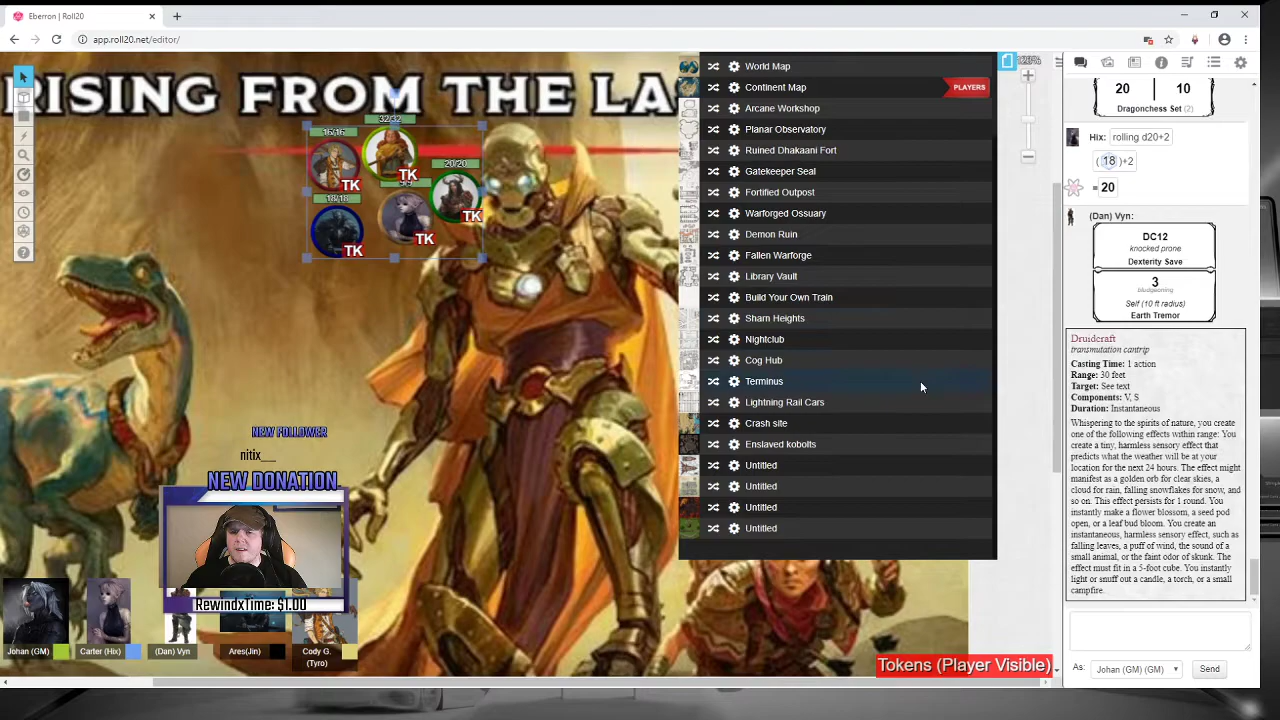 Eberron | Roll20
app.roll20.net/editor/
RISING FROM THE LA
32/32
16/16
20/20
18/18
TK
TK
TK
TK
TK
World Map
Continent Map
PLAYERS
Arcane Workshop
Planar Observatory
Ruined Dhakaani Fort
Gatekeeper Seal
Fortified Outpost
Warforged Ossuary
Demon Ruin
Fallen Warforge
Library Vault
Build Your Own Train
Sharn Heights
Nightclub
Cog Hub
Terminus
Lightning Rail Cars
Crash site
Enslaved kobolts
Untitled
Untitled
Untitled
Untitled
20
10
Dragonchess Set (2)
Hix: rolling d20+2
(18)+2
= 20
(Dan) Vyn:
DC12
knocked prone
Dexterity Save
3
bludgeoning
Self (10 ft radius)
Earth Tremor
Druidcraft
transmutation cantrip
Casting Time: 1 action
Range: 30 feet
Target: See text
Components: V, S
Duration: Instantaneous
Whispering to the spirits of nature, you create
one of the following effects within range: You
create a tiny, harmless sensory effect that
predicts what the weather will be at your
location for the next 24 hours. The effect might
manifest as a golden orb for clear skies, a
cloud for rain, falling snowflakes for snow, and
so on. This effect persists for 1 round. You
instantly make a flower blossom, a seed pod
open, or a leaf bud bloom. You create an
instantaneous, harmless sensory effect, such as
falling leaves, a puff of wind, the sound of a
small animal, or the faint odor of skunk. The
effect must fit in a 5-foot cube. You instantly
light or snuff out a candle, a torch, or a small
campfire.
As: Johan (GM) (GM)
Send
NEW FOLLOWER
nitix__
NEW DONATION
RewindxTime: $1.00
Johan (GM)
Carter (Hix)
(Dan) Vyn
Ares(Jin)
Cody G.
(Tyro)
Tokens (Player Visible)